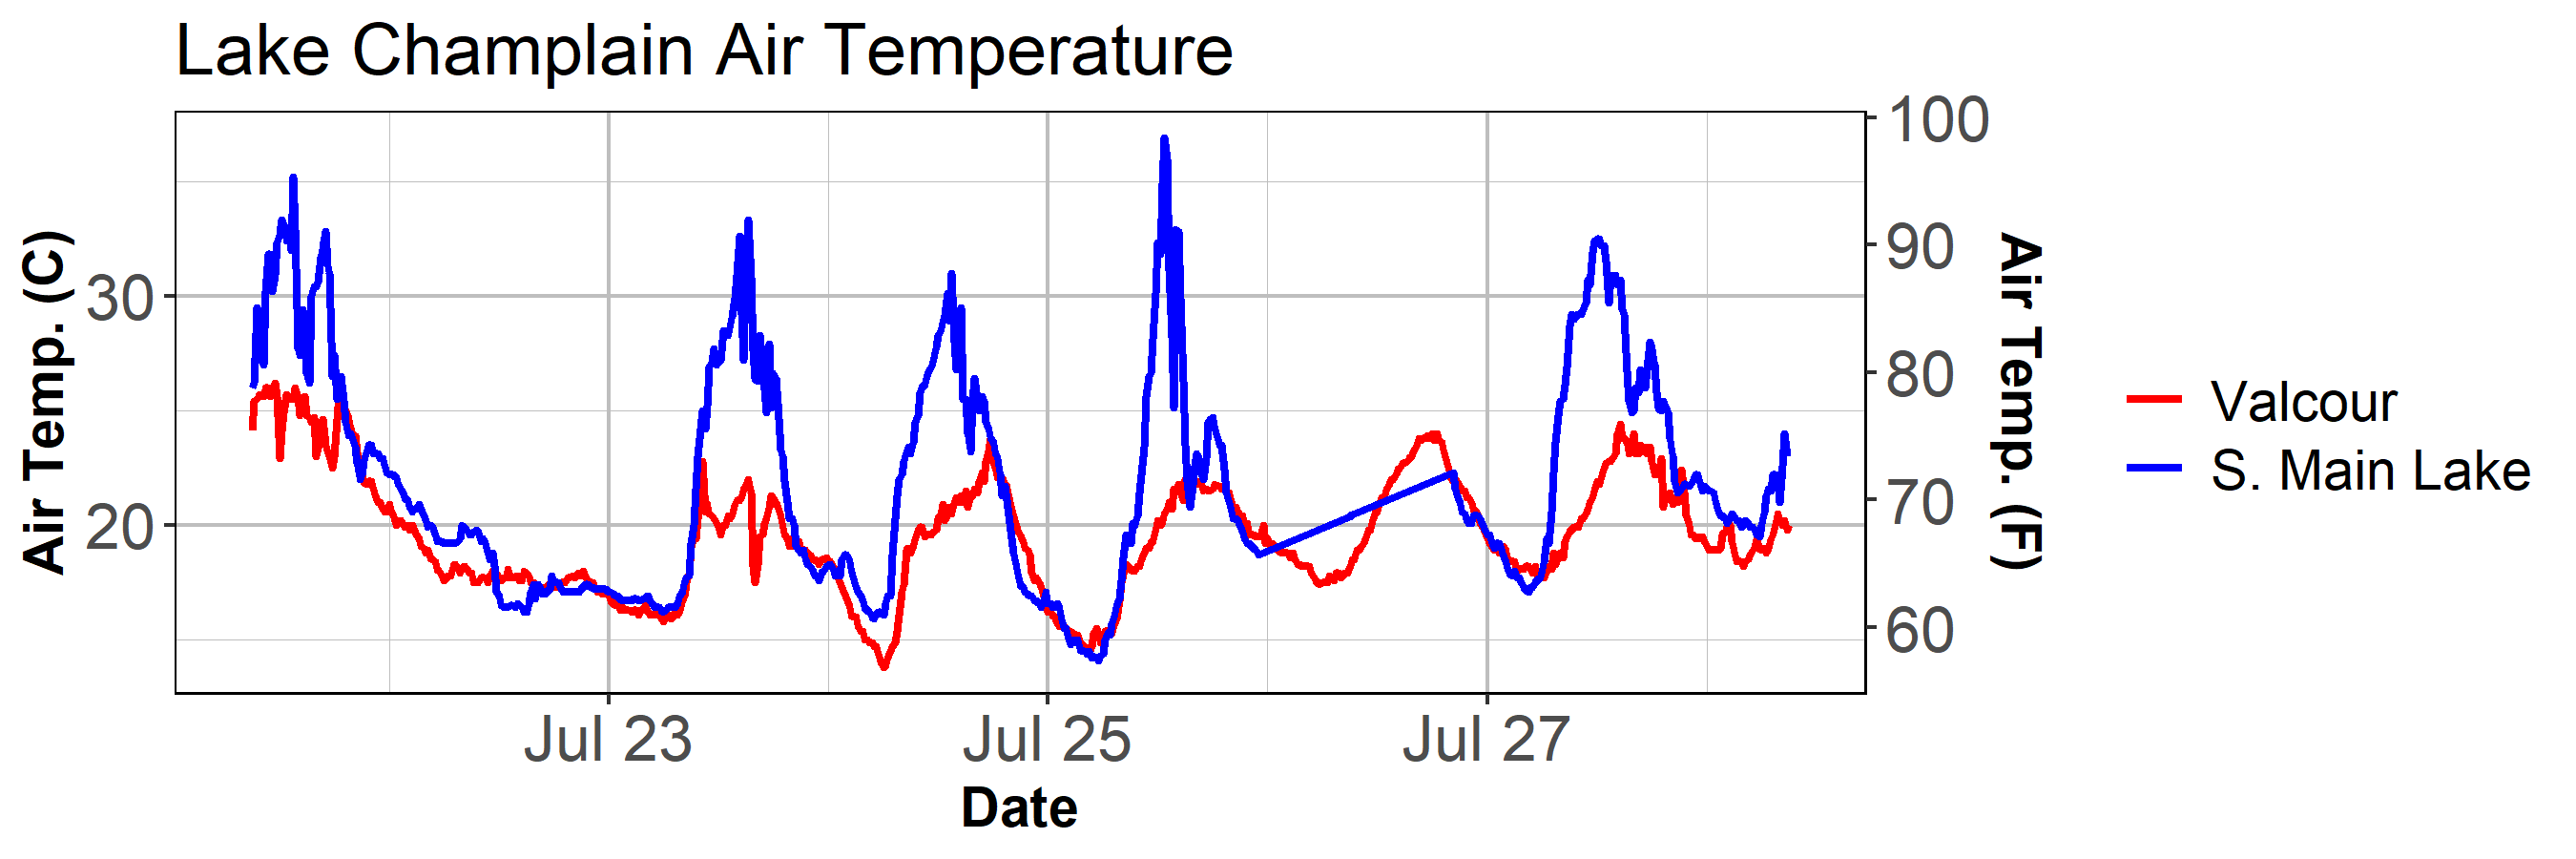 Lake Champlain Air Temperature
Air Temp. (C)
30
20
100
90
80
70
60
Air Temp. (F)
Jul 23
Jul 25
Jul 27
Date
Valcour
S. Main Lake